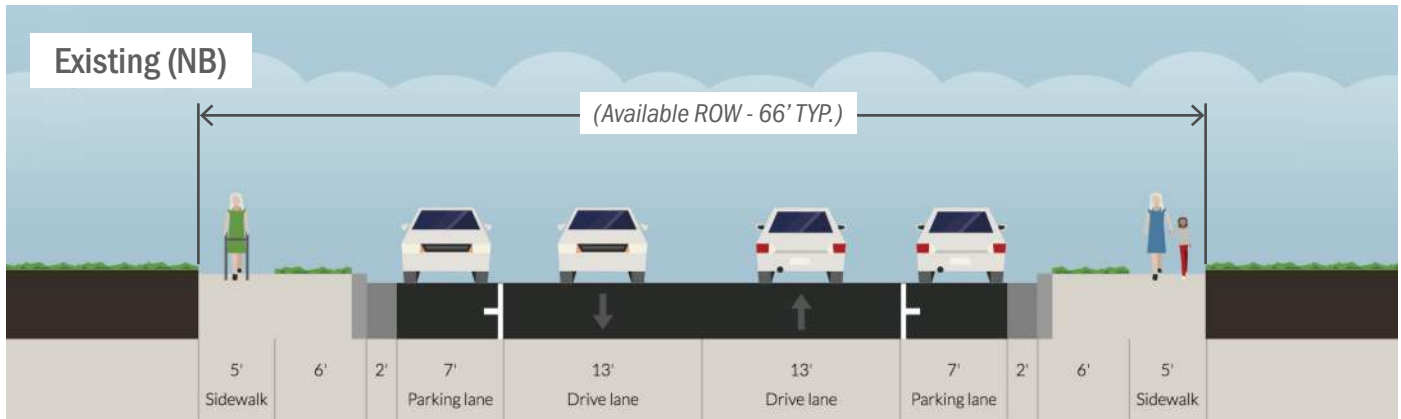 Existing (NB)
(Available ROW - 66' TYP.)
5' 6' 2' 7' 13' 13' 7' 2' 6' 5'
Sidewalk Parking lane Drive lane Drive lane Parking lane Sidewalk